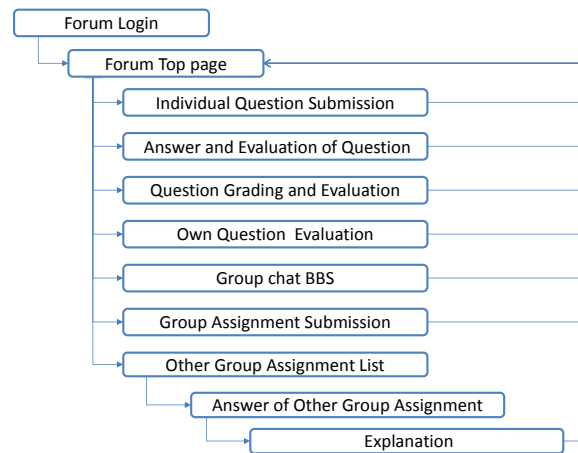 Forum Login
Forum Top page
Individual Question Submission
Answer and Evaluation of Question
Question Grading and Evaluation
Own Question  Evaluation
Group chat BBS
Group Assignment Submission
Other Group Assignment List
Answer of Other Group Assignment
Explanation